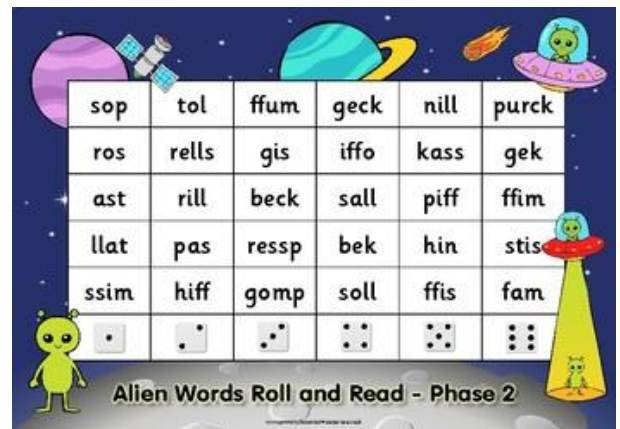 sop tol ffum geck nill purck
ros rells gis iffo kass gek
ast rill beck sall piff ffim
llat pas ressp bek hin stis
ssim hiff gomp soll ffis fam
Alien Words Roll and Read - Phase 2